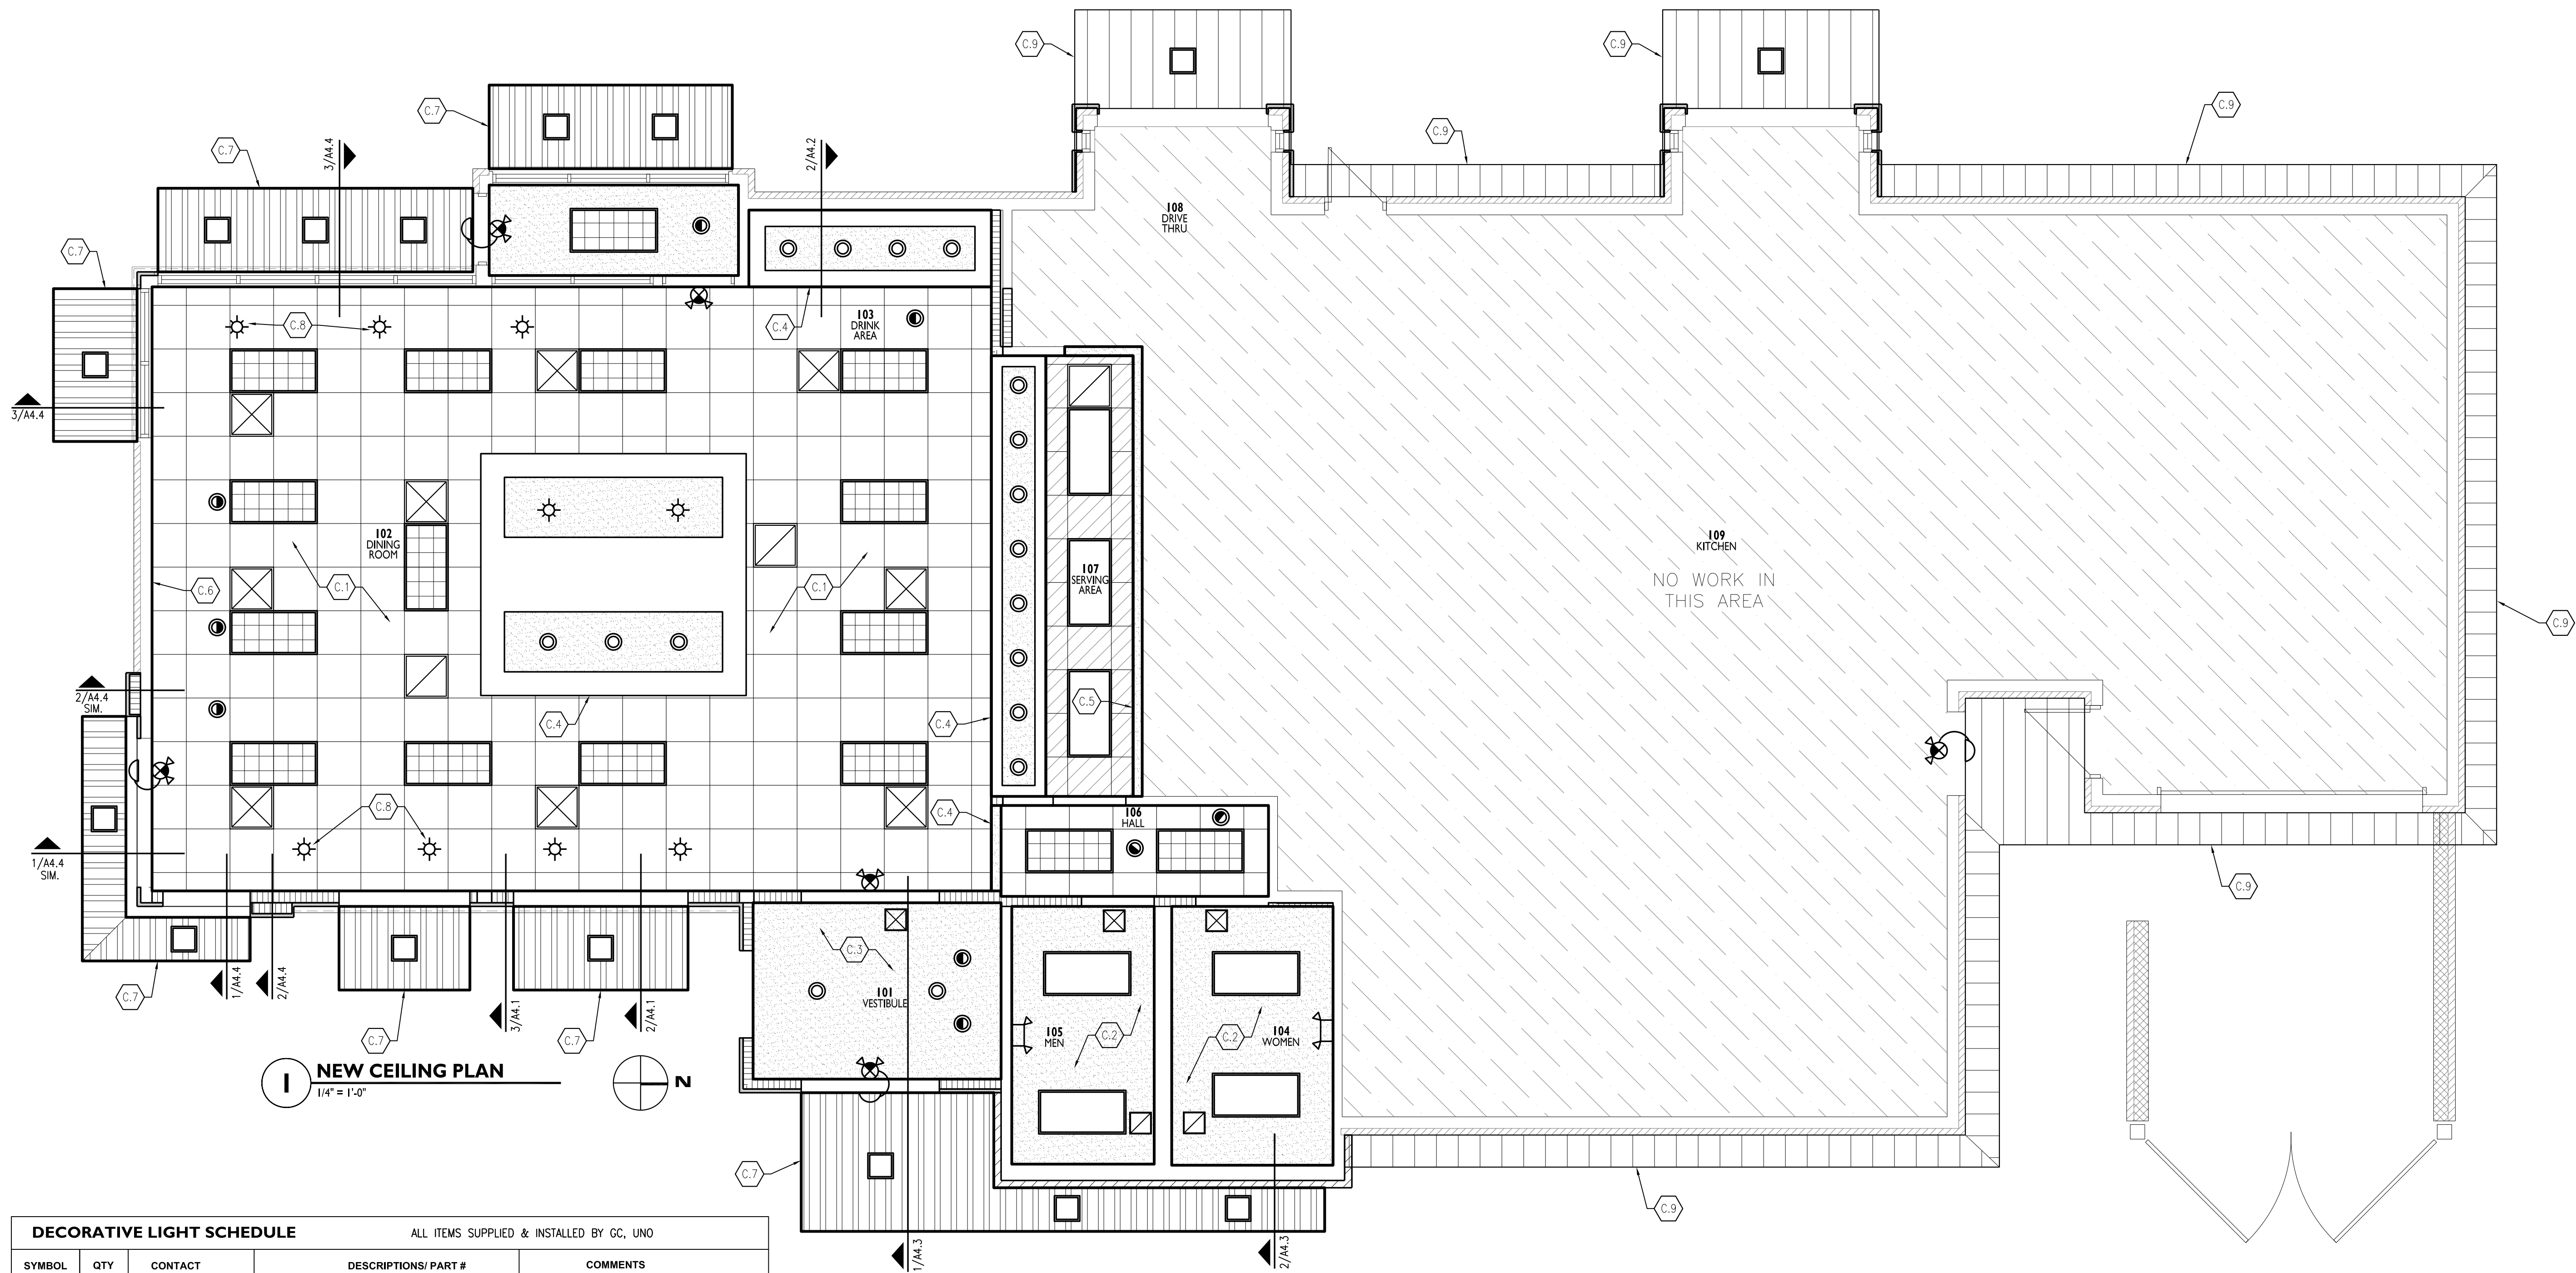 C.9
C.9
C.7
C.9
C.9
C.7
3/A4.4
2/A4.2
C.7
108
DRIVE
THRU
C.8
C.4
103
DRINK
AREA
3/A4.4
102
DINING
ROOM
109
KITCHEN
NO WORK IN
THIS AREA
C.6
C.1
C.1
107
SERVING
AREA
C.9
2/A4.4
SIM.
C.4
C.4
C.5
C.8
C.4
106
HALL
1/A4.4
SIM.
C.9
C.3
1/A4.4
2/A4.4
C.7
101
VESTIBULE
3/A4.1
2/A4.1
C.7
C.7
105
MEN
C.2
C.2
104
WOMEN
1
NEW CEILING PLAN
1/4" = 1'-0"
N
C.7
C.9
1/A4.3
2/A4.3
DECORATIVE LIGHT SCHEDULE
ALL ITEMS SUPPLIED & INSTALLED BY GC, UNO
SYMBOL
QTY
CONTACT
DESCRIPTIONS/ PART #
COMMENTS